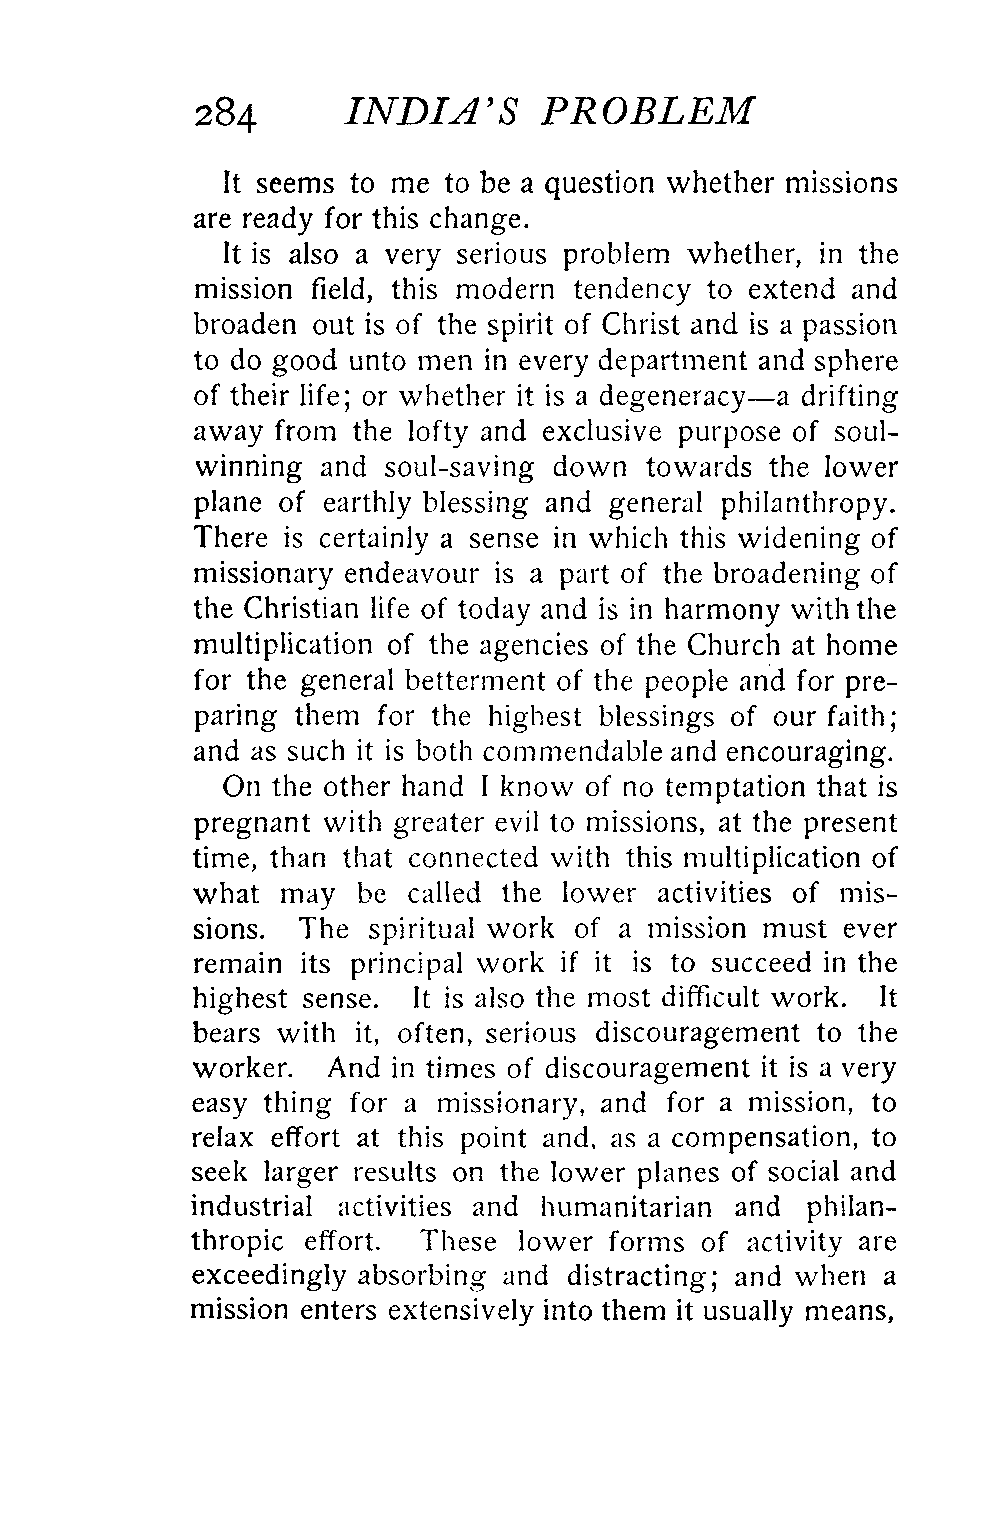 284 INDIA'S PROBLEM
It seems to me to be a question whether missions
are ready for this change.
It is also a very serious problem whether, in the
mission field, this modern tendency to extend and
broaden out is of the spirit of Christ and is a passion
to do good unto men in every department and sphere
of their life; or whether it is a degeneracy—a drifting
away from the lofty and exclusive purpose of soul-
winning and soul-saving down towards the lower
plane of earthly blessing and general philanthropy.
There is certainly a sense in which this widening of
missionary endeavour is a part of the broadening of
the Christian life of today and is in harmony with the
multiplication of the agencies of the Church at home
for the general betterment of the people and for pre-
paring them for the highest blessings of our faith;
and as such it is both commendable and encouraging.
On the other hand I know of no temptation that is
pregnant with greater evil to missions, at the present
time, than that connected with this multiplication of
what may be called the lower activities of mis-
sions. The spiritual work of a mission must ever
remain its principal work if it is to succeed in the
highest sense. It is also the most difficult work. It
bears with it, often, serious discouragement to the
worker. And in times of discouragement it is a very
easy thing for a missionary, and for a mission, to
relax effort at this point and, as a compensation, to
seek larger results on the lower planes of social and
industrial activities and humanitarian and philan-
thropic effort. These lower forms of activity are
exceedingly absorbing and distracting; and when a
mission enters extensively into them it usually means,